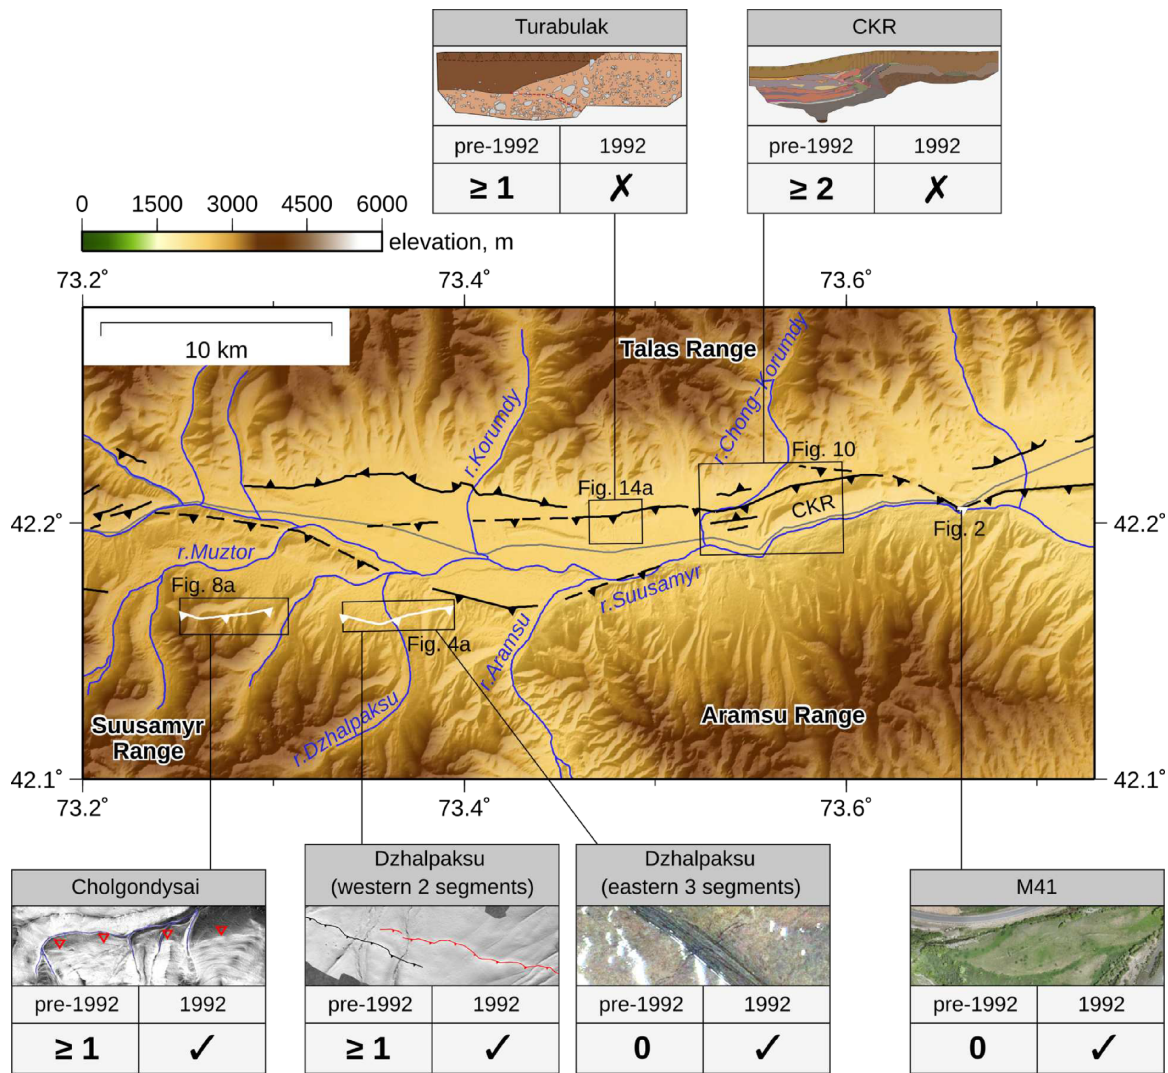 Turabulak
pre-1992 1992
≥ 1 ✗
CKR
pre-1992 1992
≥ 2 ✗
0 1500 3000 4500 6000
elevation, m
73.2° 73.4° 73.6°
10 km
Talas Range
r.Korumdy
r.Chong-Korumdy
Fig. 10
Fig. 14a
CKR
42.2° 42.2°
Fig. 2
r.Muztor
r.Suusamyr
Fig. 8a
Fig. 4a
r.Aramsu
r.Dzhalpaksu
Suusamyr
Range
Aramsu Range
42.1° 42.1°
73.2° 73.4° 73.6°
Cholgondysai
pre-1992 1992
≥ 1 ✓
Dzhalpaksu
(western 2 segments)
pre-1992 1992
≥ 1 ✓
Dzhalpaksu
(eastern 3 segments)
pre-1992 1992
0 ✓
M41
pre-1992 1992
0 ✓